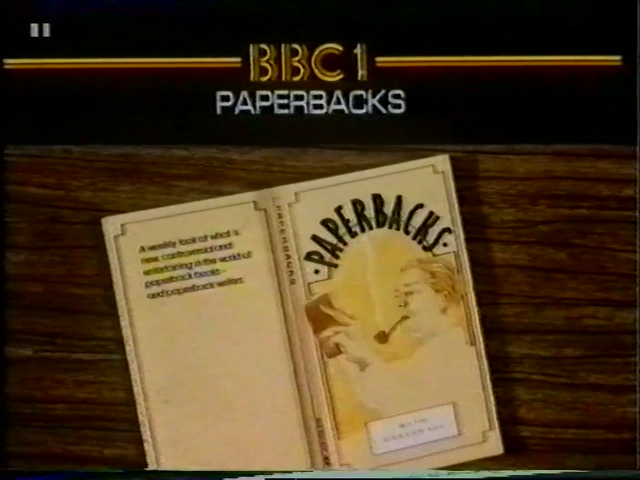 BBC1
PAPERBACKS
A weekly look at what is
new, controversial and
entertaining in the world of
paperback books -
and paperback writers
PAPERBACKS
·PAPERBACKS·